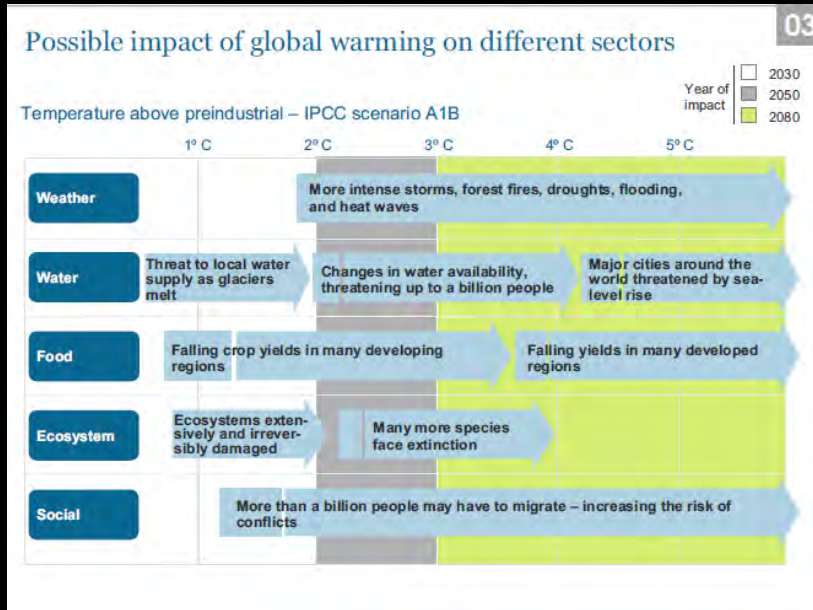 03
Possible impact of global warming on different sectors
Year of
impact
2030
2050
2080
Temperature above preindustrial – IPCC scenario A1B
1º C
2º C
3º C
4º C
5º C
Weather
More intense storms, forest fires, droughts, flooding,
and heat waves
Water
Threat to local water
supply as glaciers
melt
Changes in water availability,
threatening up to a billion people
Major cities around the
world threatened by sea-
level rise
Food
Falling crop yields in many developing
regions
Falling yields in many developed
regions
Ecosystem
Ecosystems exten-
sively and irrever-
sibly damaged
Many more species
face extinction
Social
More than a billion people may have to migrate – increasing the risk of
conflicts